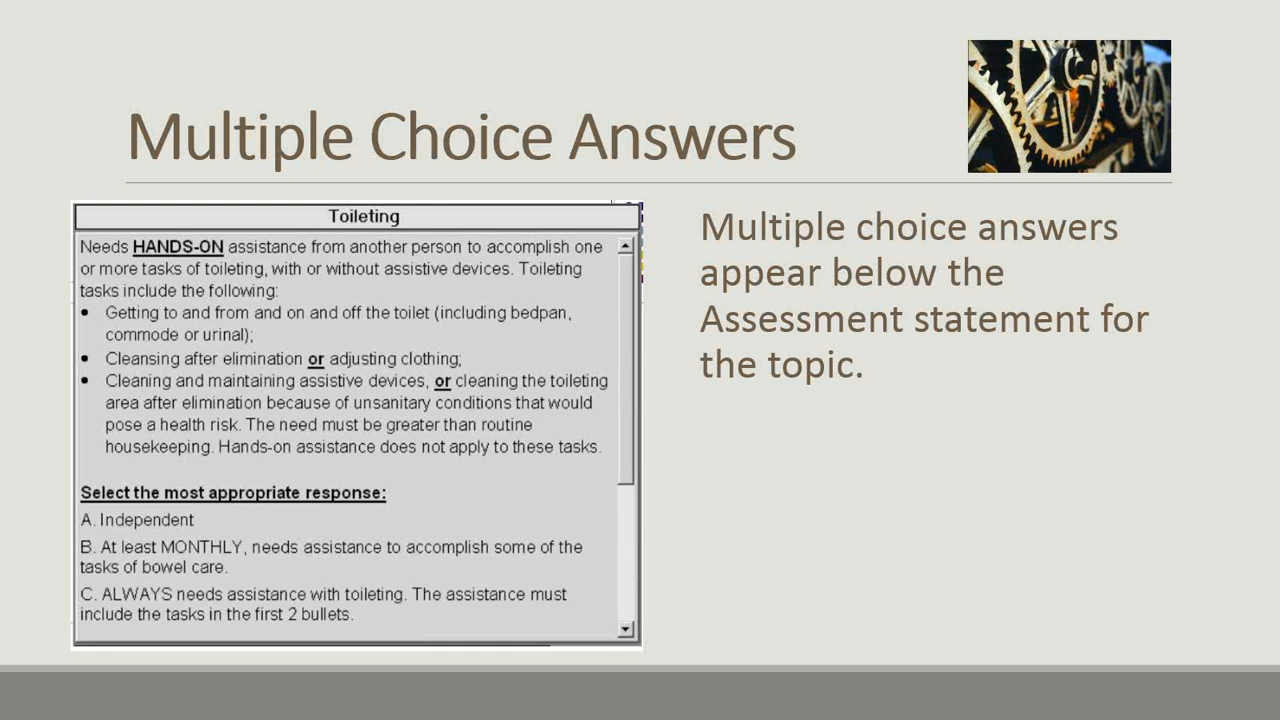 Multiple Choice Answers
Toileting
Needs HANDS-ON assistance from another person to accomplish one
or more tasks of toileting, with or without assistive devices. Toileting
tasks include the following:
• Getting to and from and on and off the toilet (including bedpan,
commode or urinal);
• Cleansing after elimination or adjusting clothing;
• Cleaning and maintaining assistive devices, or cleaning the toileting
area after elimination because of unsanitary conditions that would
pose a health risk. The need must be greater than routine
housekeeping. Hands-on assistance does not apply to these tasks.
Select the most appropriate response:
A. Independent
B. At least MONTHLY, needs assistance to accomplish some of the
tasks of bowel care.
C. ALWAYS needs assistance with toileting. The assistance must
include the tasks in the first 2 bullets.
Multiple choice answers
appear below the
Assessment statement for
the topic.